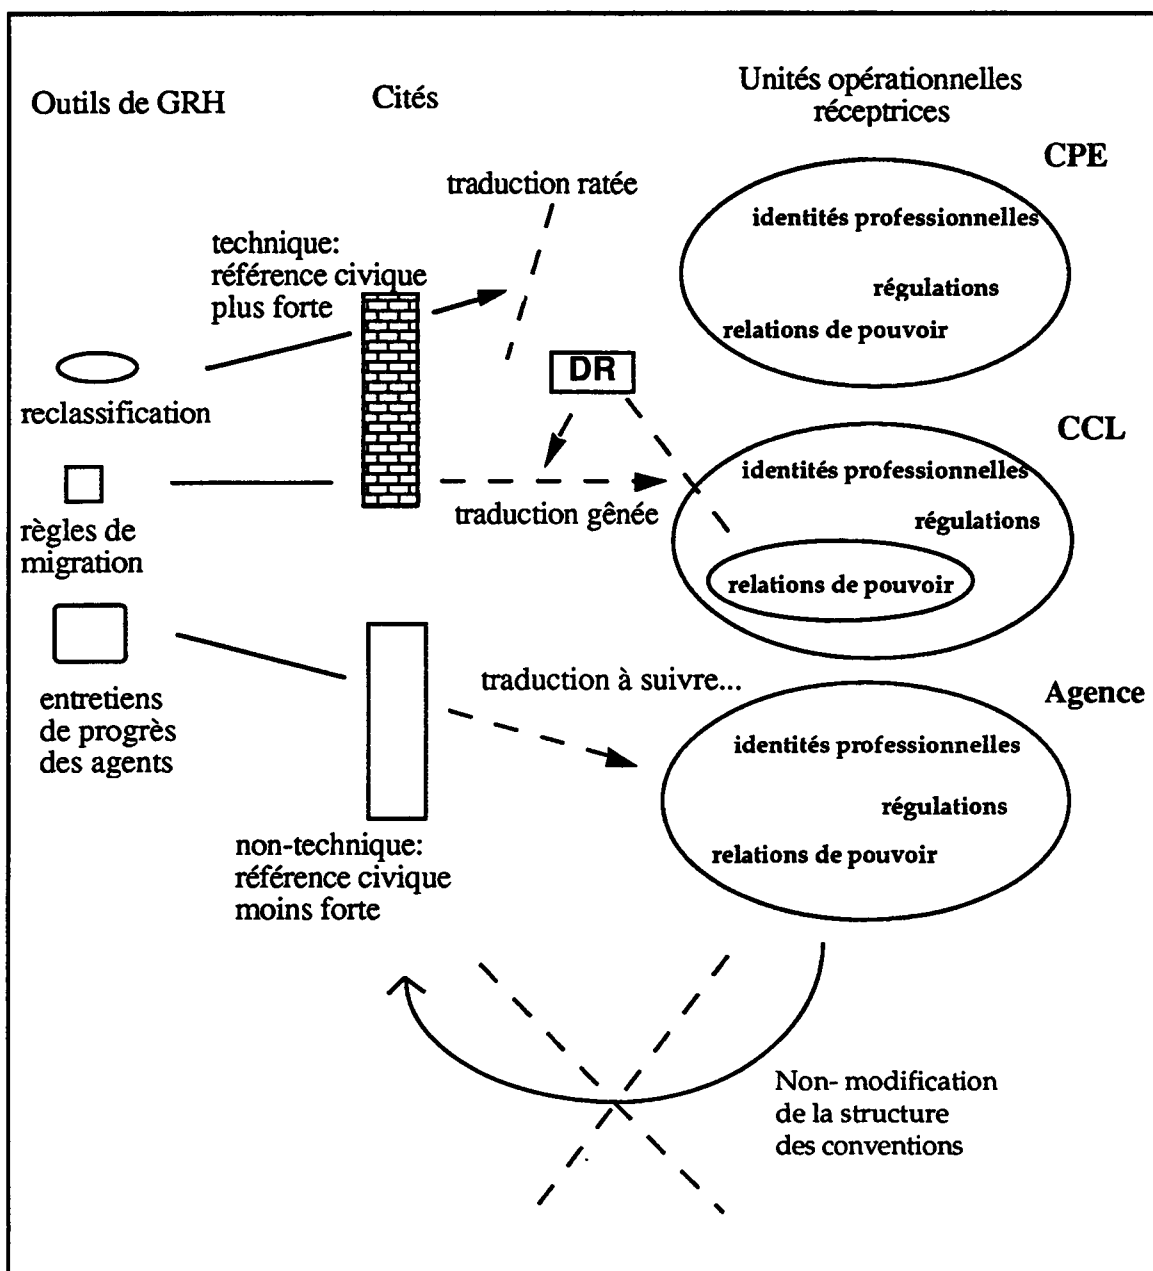 Outils de GRH
Cités
Unités opérationnelles
réceptrices
CPE
traduction ratée
identités professionnelles
technique:
référence civique
plus forte
régulations
relations de pouvoir
DR
reclassification
CCL
identités professionnelles
traduction gênée
régulations
règles de
migration
relations de pouvoir
traduction à suivre...
Agence
entretiens
de progrès
des agents
identités professionnelles
régulations
non-technique:
référence civique
moins forte
relations de pouvoir
Non- modification
de la structure
des conventions